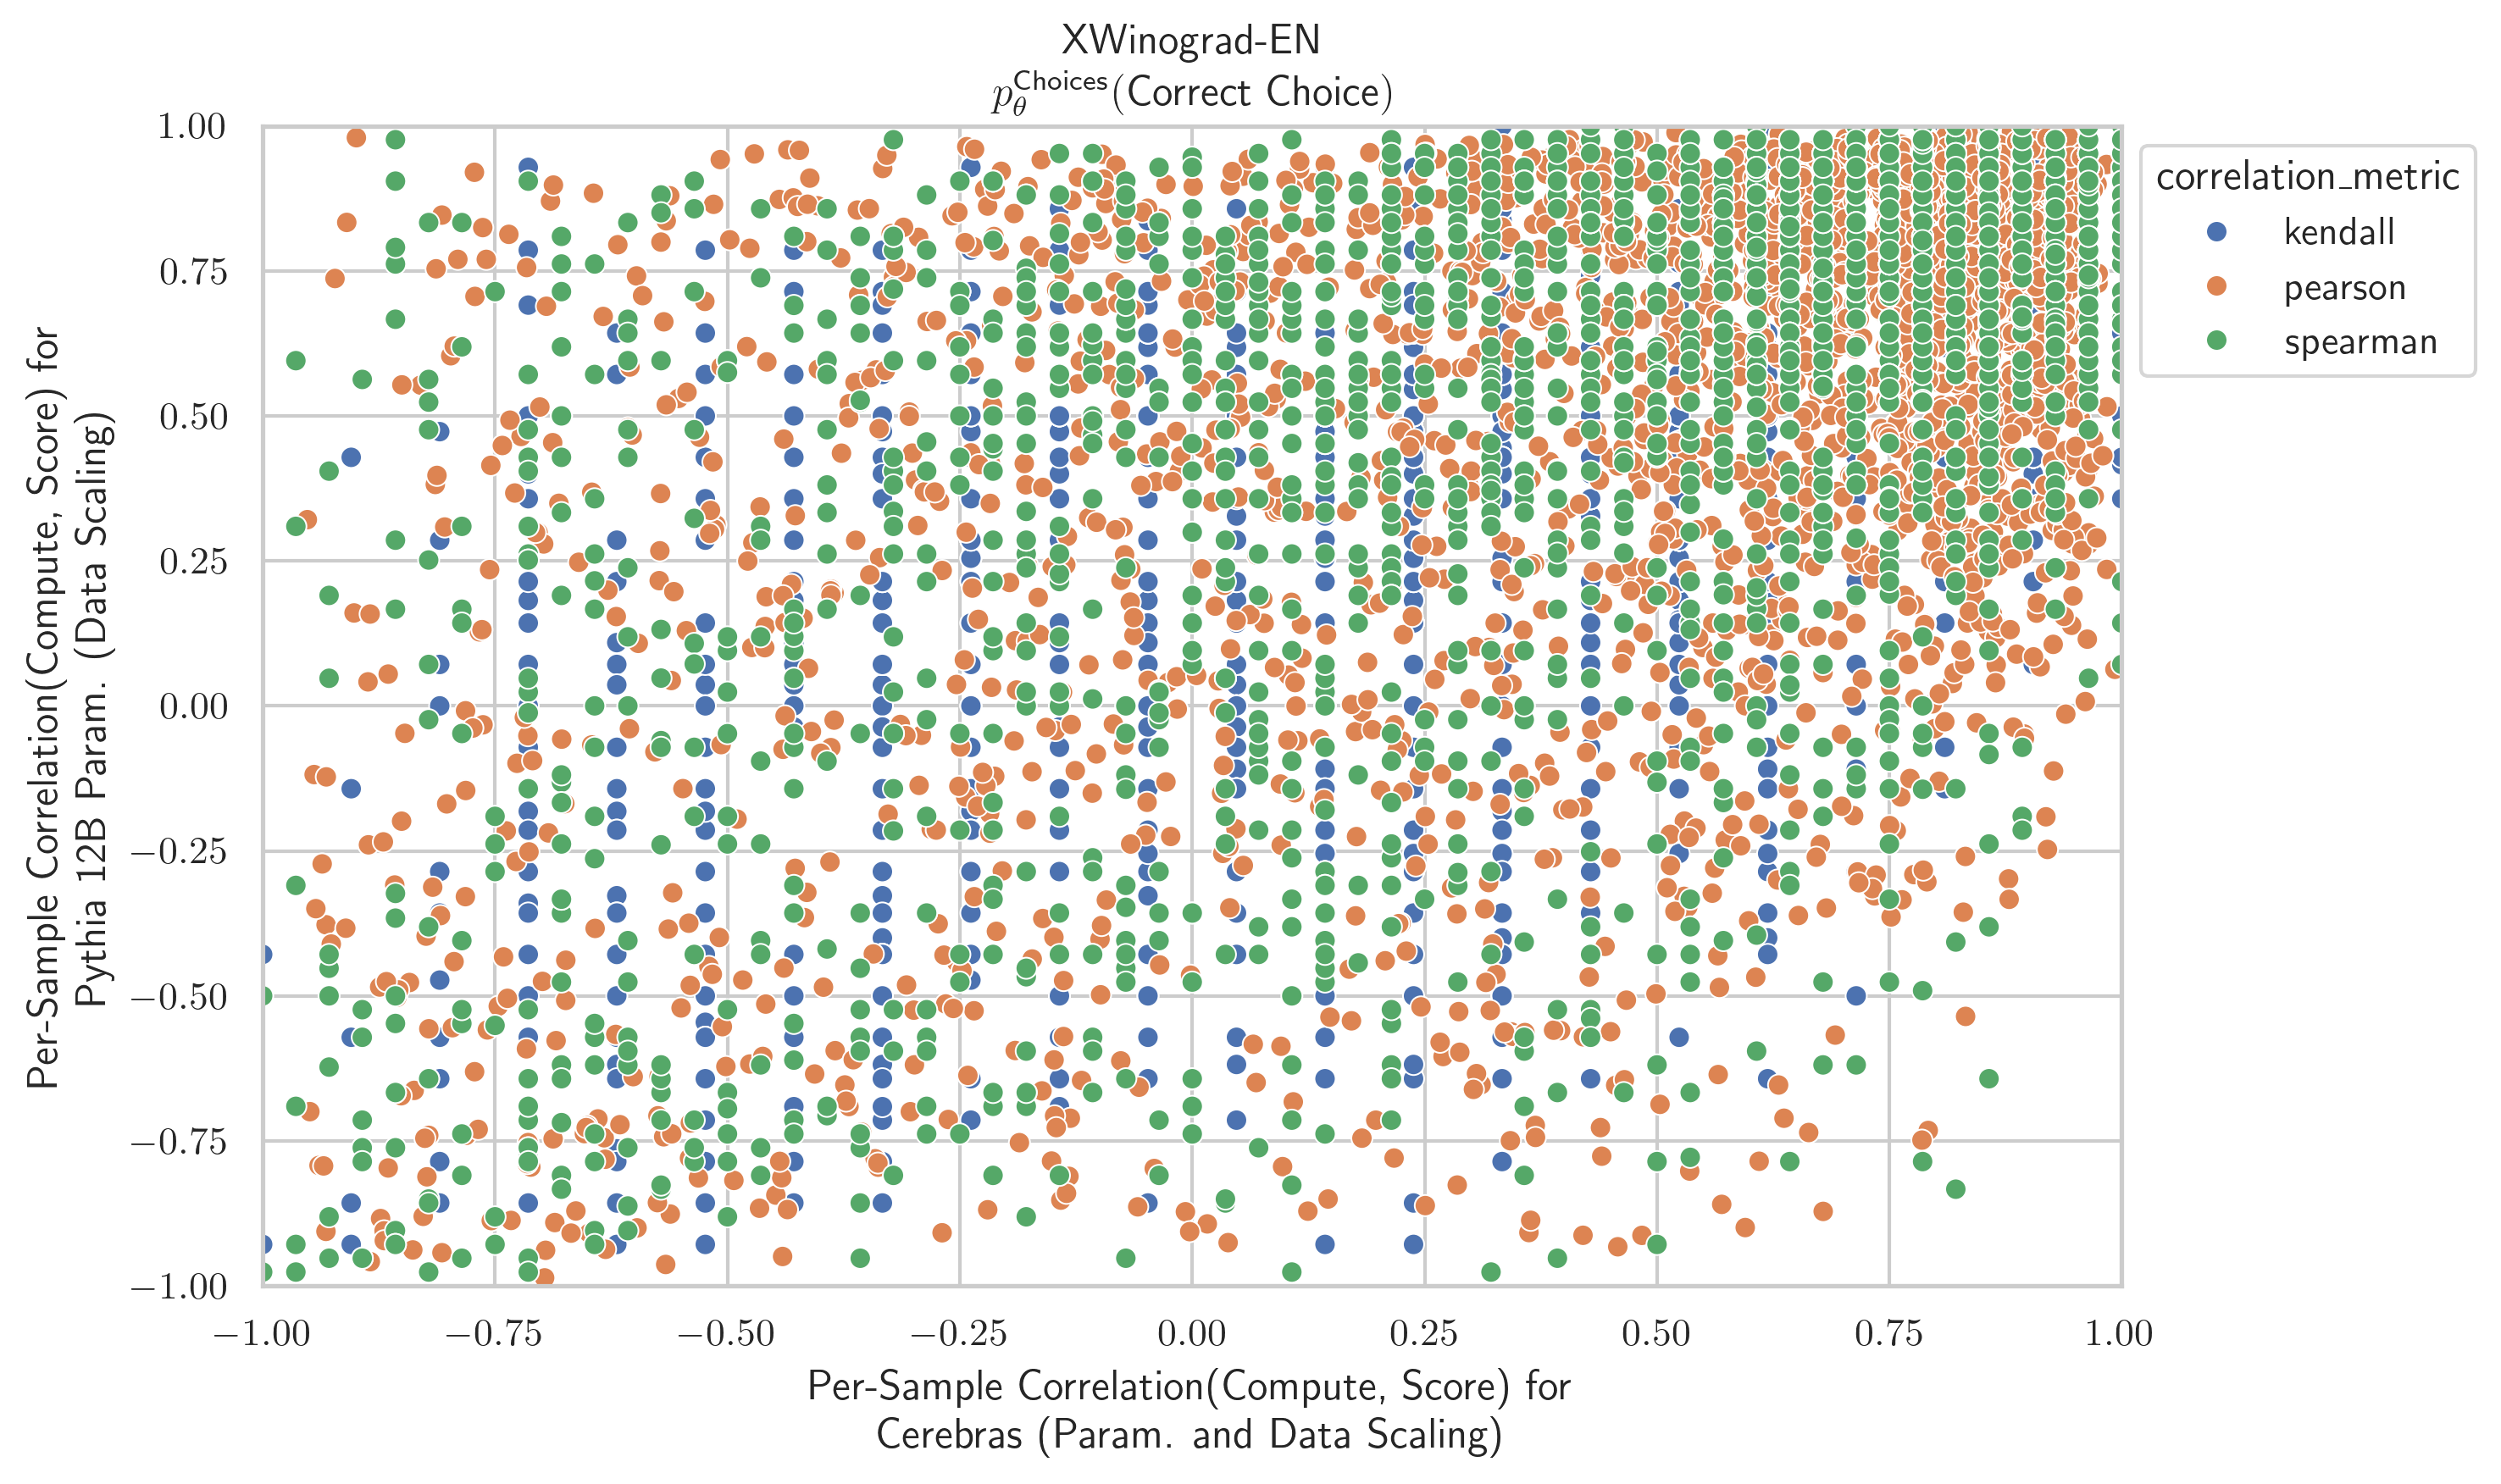 XWinograd-EN
p_θ^Choices(Correct Choice)
1.00
0.75
0.50
0.25
0.00
−0.25
−0.50
−0.75
−1.00
Per-Sample Correlation(Compute, Score) for
Pythia 12B Param. (Data Scaling)
−1.00 −0.75 −0.50 −0.25 0.00 0.25 0.50 0.75 1.00
Per-Sample Correlation(Compute, Score) for
Cerebras (Param. and Data Scaling)
correlation_metric
kendall
pearson
spearman